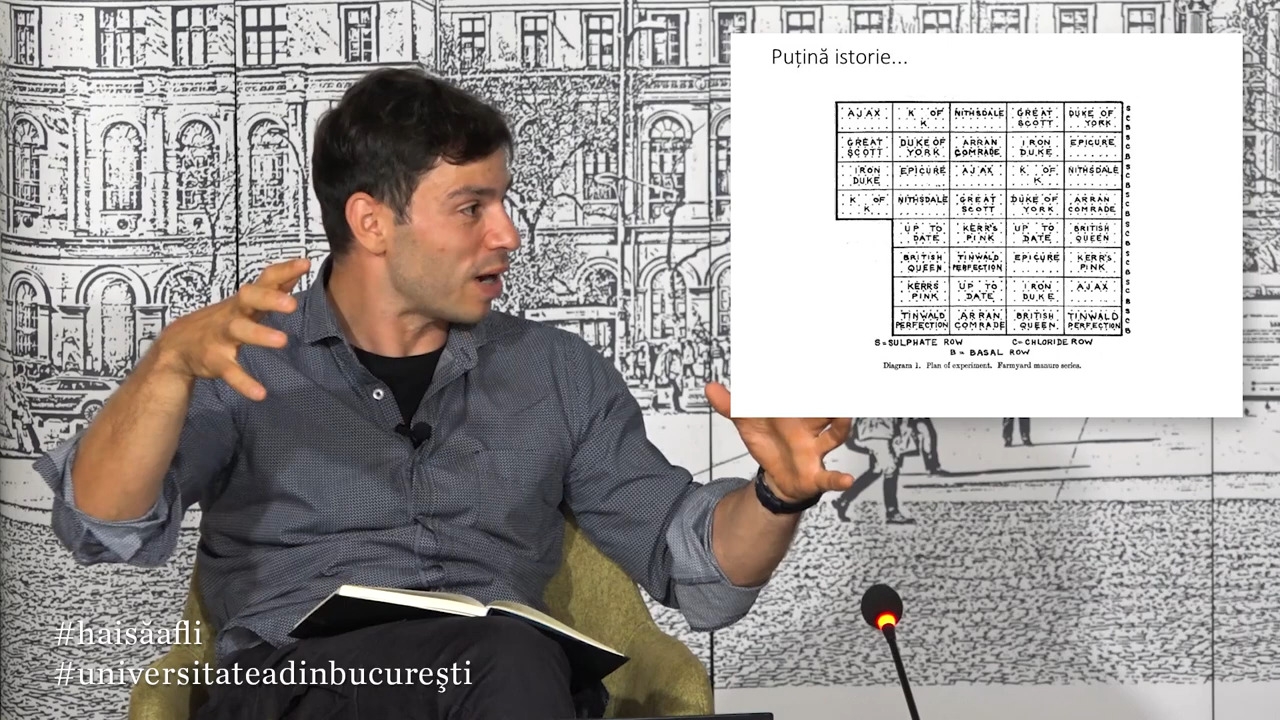 Puțină istorie...
AJAX K OF NITHSDALE GREAT DUKE OF S
K SCOTT YORK C
B
GREAT DUKE OF ARRAN IRON EPICURE S
SCOTT YORK COMRADE DUKE C
B
IRON EPICURE AJAX K OF NITHSDALE S
DUKE K C
B
K OF NITHSDALE GREAT DUKE OF ARRAN S
K SCOTT YORK COMRADE C
B
UP TO KERR'S UP TO BRITISH S
DATE PINK DATE QUEEN C
B
BRITISH TINWALD EPICURE KERR'S S
QUEEN PERFECTION PINK C
B
KERRS UP TO IRON AJAX S
PINK DATE DUKE C
B
TINWALD ARRAN BRITISH TINWALD S
PERFECTION COMRADE QUEEN PERFECTION C
B
S=SULPHATE ROW C=CHLORIDE ROW
B = BASAL ROW
Diagram 1. Plan of experiment. Farmyard manure series.
#haisăafli
#universitateadinbucureşti